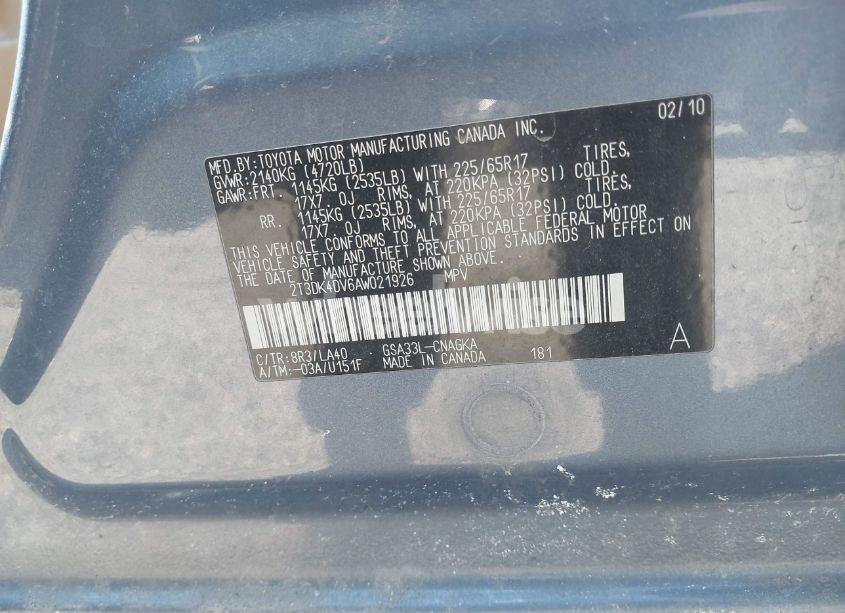 02/10
MFD.BY:TOYOTA MOTOR MANUFACTURING CANADA INC.
GVWR:2140KG (4720LB)
GAWR:FRT. 1145KG (2535LB) WITH 225/65R17 TIRES,
17X7.0J RIMS, AT 220KPA (32PSI) COLD.
RR. 1145KG (2535LB) WITH 225/65R17 TIRES,
17X7.0J RIMS, AT 220KPA (32PSI) COLD.
THIS VEHICLE CONFORMS TO ALL APPLICABLE FEDERAL MOTOR
VEHICLE SAFETY AND THEFT PREVENTION STANDARDS IN EFFECT ON
THE DATE OF MANUFACTURE SHOWN ABOVE.
2T3DK4DV6AW021926 MPV
C/TR:8R3/LA40 GSA33L-CNAGKA
A/TM:-03A/U151F MADE IN CANADA 181 A